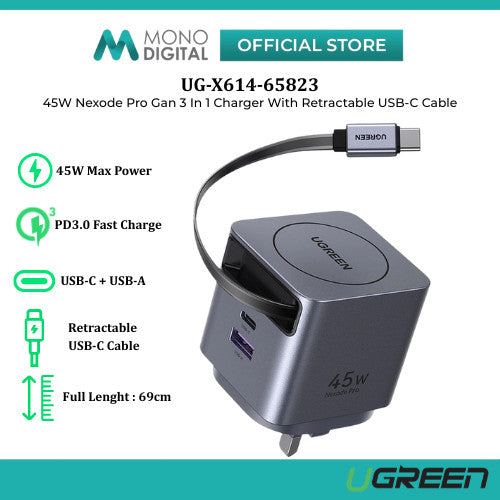 MONO
DIGITAL
OFFICIAL STORE
UG-X614-65823
45W Nexode Pro Gan 3 In 1 Charger With Retractable USB-C Cable
UGREEN
45W Max Power
3
PD3.0 Fast Charge
UGREEN
USB-C + USB-A
Retractable
USB-C Cable
45W
Nexode Pro
Full Lenght : 69cm
UGREEN